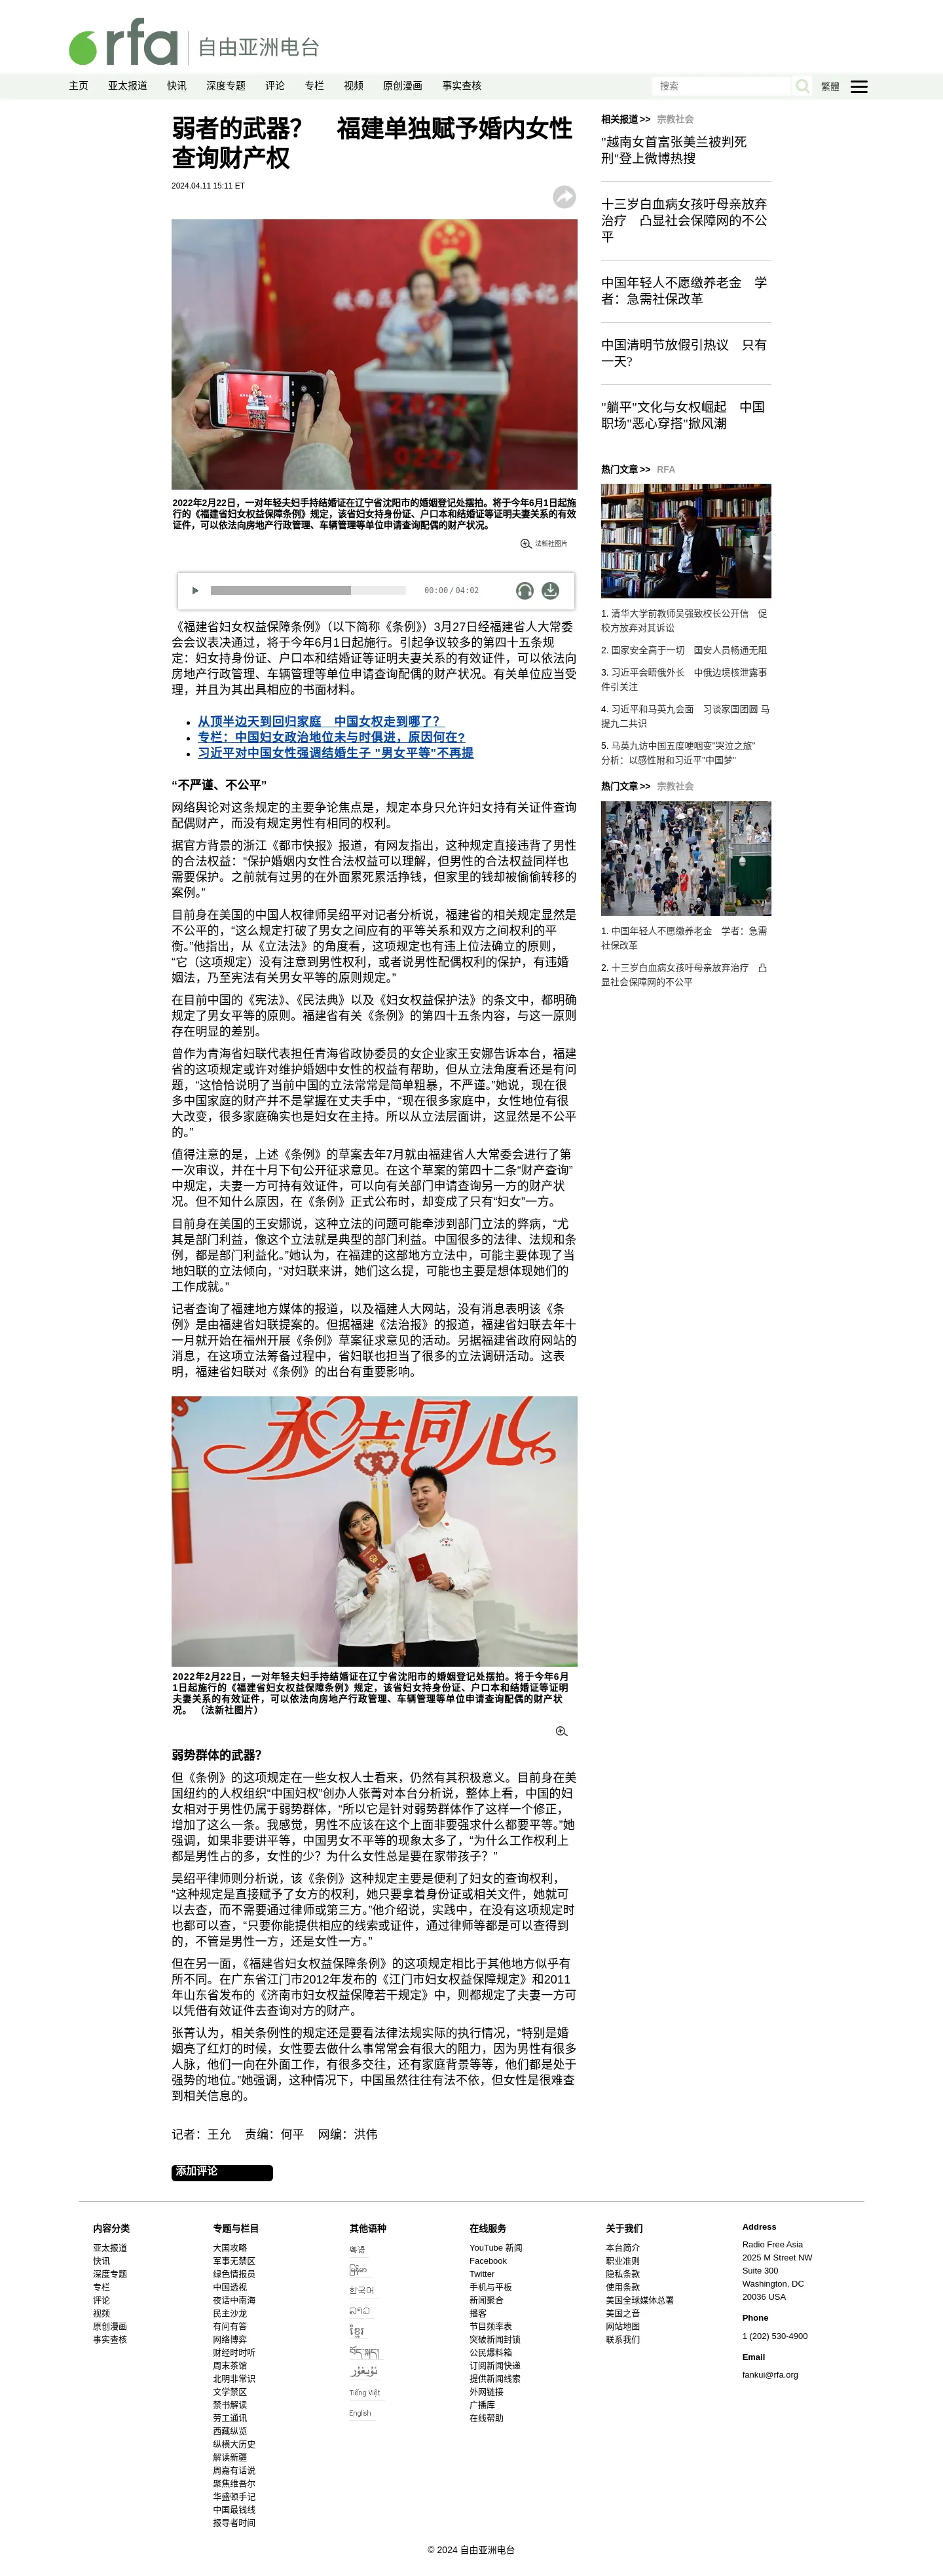 rfa 自由亚洲电台
主页 亚太报道 快讯 深度专题 评论 专栏 视频 原创漫画 事实查核 搜索 繁體
弱者的武器？ 福建单独赋予婚内女性
查询财产权
2024.04.11 15:11 ET
2022年2月22日，一对年轻夫妇手持结婚证在辽宁省沈阳市的婚姻登记处摆拍。将于今年6月1日起施
行的《福建省妇女权益保障条例》规定，该省妇女持身份证、户口本和结婚证等证明夫妻关系的有效
证件，可以依法向房地产行政管理、车辆管理等单位申请查询配偶的财产状况。
法新社图片
00:00 / 04:02
《福建省妇女权益保障条例》（以下简称《条例》）3月27日经福建省人大常委
会会议表决通过，将于今年6月1日起施行。引起争议较多的第四十五条规
定：妇女持身份证、户口本和结婚证等证明夫妻关系的有效证件，可以依法向
房地产行政管理、车辆管理等单位申请查询配偶的财产状况。有关单位应当受
理，并且为其出具相应的书面材料。
从顶半边天到回归家庭 中国女权走到哪了？
专栏：中国妇女政治地位未与时俱进，原因何在？
习近平对中国女性强调结婚生子 "男女平等"不再提
“不严谨、不公平”
网络舆论对这条规定的主要争论焦点是，规定本身只允许妇女持有关证件查询
配偶财产，而没有规定男性有相同的权利。
据官方背景的浙江《都市快报》报道，有网友指出，这种规定直接违背了男性
的合法权益：“保护婚姻内女性合法权益可以理解，但男性的合法权益同样也
需要保护。之前就有过男的在外面累死累活挣钱，但家里的钱却被偷偷转移的
案例。”
目前身在美国的中国人权律师吴绍平对记者分析说，福建省的相关规定显然是
不公平的，“这么规定打破了男女之间应有的平等关系和双方之间权利的平
衡。”他指出，从《立法法》的角度看，这项规定也有违上位法确立的原则，
“它（这项规定）没有注意到男性权利，或者说男性配偶权利的保护，有违婚
姻法，乃至宪法有关男女平等的原则规定。”
在目前中国的《宪法》、《民法典》以及《妇女权益保护法》的条文中，都明确
规定了男女平等的原则。福建省有关《条例》的第四十五条内容，与这一原则
存在明显的差别。
曾作为青海省妇联代表担任青海省政协委员的女企业家王安娜告诉本台，福建
省的这项规定或许对维护婚姻中女性的权益有帮助，但从立法角度看还是有问
题，“这恰恰说明了当前中国的立法常常是简单粗暴，不严谨。”她说，现在很
多中国家庭的财产并不是掌握在丈夫手中，“现在很多家庭中，女性地位有很
大改变，很多家庭确实也是妇女在主持。所以从立法层面讲，这显然是不公平
的。”
值得注意的是，上述《条例》的草案去年7月就由福建省人大常委会进行了第
一次审议，并在十月下旬公开征求意见。在这个草案的第四十二条“财产查询”
中规定，夫妻一方可持有效证件，可以向有关部门申请查询另一方的财产状
况。但不知什么原因，在《条例》正式公布时，却变成了只有“妇女”一方。
目前身在美国的王安娜说，这种立法的问题可能牵涉到部门立法的弊病，“尤
其是部门利益，像这个立法就是典型的部门利益。中国很多的法律、法规和条
例，都是部门利益化。”她认为，在福建的这部地方立法中，可能主要体现了当
地妇联的立法倾向，“对妇联来讲，她们这么提，可能也主要是想体现她们的
工作成就。”
记者查询了福建地方媒体的报道，以及福建人大网站，没有消息表明该《条
例》是由福建省妇联提案的。但据福建《法治报》的报道，福建省妇联去年十
一月就开始在福州开展《条例》草案征求意见的活动。另据福建省政府网站的
消息，在这项立法筹备过程中，省妇联也担当了很多的立法调研活动。这表
明，福建省妇联对《条例》的出台有重要影响。
永结同心
2022年2月22日，一对年轻夫妇手持结婚证在辽宁省沈阳市的婚姻登记处摆拍。将于今年6月
1日起施行的《福建省妇女权益保障条例》规定，该省妇女持身份证、户口本和结婚证等证明
夫妻关系的有效证件，可以依法向房地产行政管理、车辆管理等单位申请查询配偶的财产状
况。 （法新社图片）
弱势群体的武器？
但《条例》的这项规定在一些女权人士看来，仍然有其积极意义。目前身在美
国纽约的人权组织“中国妇权”创办人张菁对本台分析说，整体上看，中国的妇
女相对于男性仍属于弱势群体，“所以它是针对弱势群体作了这样一个修正，
增加了这么一条。我感觉，男性不应该在这个上面非要强求什么都要平等。”她
强调，如果非要讲平等，中国男女不平等的现象太多了，“为什么工作权利上
都是男性占的多，女性的少？为什么女性总是要在家带孩子？”
吴绍平律师则分析说，该《条例》这种规定主要是便利了妇女的查询权利，
“这种规定是直接赋予了女方的权利，她只要拿着身份证或相关文件，她就可
以去查，而不需要通过律师或第三方。”他介绍说，实践中，在没有这项规定时
也都可以查，“只要你能提供相应的线索或证件，通过律师等都是可以查得到
的，不管是男性一方，还是女性一方。”
但在另一面，《福建省妇女权益保障条例》的这项规定相比于其他地方似乎有
所不同。在广东省江门市2012年发布的《江门市妇女权益保障规定》和2011
年山东省发布的《济南市妇女权益保障若干规定》中，则都规定了夫妻一方可
以凭借有效证件去查询对方的财产。
张菁认为，相关条例性的规定还是要看法律法规实际的执行情况，“特别是婚
姻亮了红灯的时候，女性要去做什么事常常会有很大的阻力，因为男性有很多
人脉，他们一向在外面工作，有很多交往，还有家庭背景等等，他们都是处于
强势的地位。”她强调，这种情况下，中国虽然往往有法不依，但女性是很难查
到相关信息的。
记者：王允 责编：何平 网编：洪伟
添加评论
相关报道 >> 宗教社会
"越南女首富张美兰被判死
刑"登上微博热搜
十三岁白血病女孩吁母亲放弃
治疗 凸显社会保障网的不公
平
中国年轻人不愿缴养老金 学
者：急需社保改革
中国清明节放假引热议 只有
一天?
"躺平"文化与女权崛起 中国
职场"恶心穿搭"掀风潮
热门文章 >> RFA
1. 清华大学前教师吴强致校长公开信 促
校方放弃对其诉讼
2. 国家安全高于一切 国安人员畅通无阻
3. 习近平会晤俄外长 中俄边境核泄露事
件引关注
4. 习近平和马英九会面 习谈家国团圆 马
提九二共识
5. 马英九访中国五度哽咽变"哭泣之旅"
分析：以感性附和习近平"中国梦"
热门文章 >> 宗教社会
1. 中国年轻人不愿缴养老金 学者：急需
社保改革
2. 十三岁白血病女孩吁母亲放弃治疗 凸
显社会保障网的不公平
内容分类
亚太报道
快讯
深度专题
专栏
评论
视频
原创漫画
事实查核
专题与栏目
大国攻略
军事无禁区
绿色情报员
中国透视
夜话中南海
民主沙龙
有问有答
网络博弈
财经时时听
周末茶馆
北明非常识
文学禁区
禁书解读
劳工通讯
西藏纵览
纵横大历史
解读新疆
周嘉有话说
聚焦维吾尔
华盛顿手记
中国最钱线
报导者时间
其他语种
粤语
မြန်မာ
한국어
ລາວ
ខ្មែរ
བོད་སྐད།
ئۇيغۇر
Tiếng Việt
English
在线服务
YouTube 新闻
Facebook
Twitter
手机与平板
新闻聚合
播客
节目频率表
突破新闻封锁
公民爆料箱
订阅新闻快递
提供新闻线索
外网链接
广播库
在线帮助
关于我们
本台简介
职业准则
隐私条款
使用条款
美国全球媒体总署
美国之音
网站地图
联系我们
Address
Radio Free Asia
2025 M Street NW
Suite 300
Washington, DC
20036 USA
Phone
1 (202) 530-4900
Email
fankui@rfa.org
© 2024 自由亚洲电台